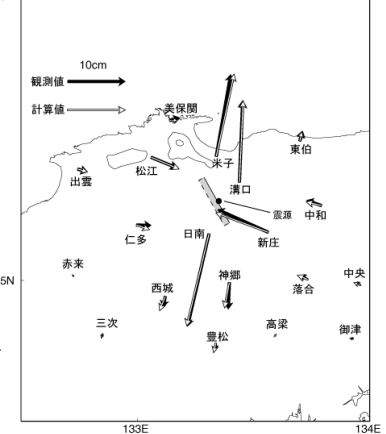 10cm
観測値
計算値
美保関
東伯
米子
松江
出雲
溝口
震源
中和
仁多
日南
新庄
赤来
神郷
中央
5N
西城
落合
三次
豊松
高梁
御津
133E
134E